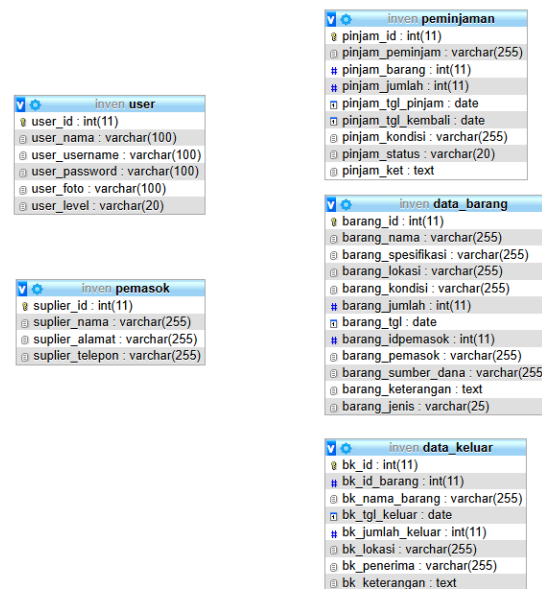 inven peminjaman
pinjam_id : int(11)
pinjam_peminjam : varchar(255)
# pinjam_barang : int(11)
# pinjam_jumlah : int(11)
pinjam_tgl_pinjam : date
pinjam_tgl_kembali : date
pinjam_kondisi : varchar(255)
pinjam_status : varchar(20)
pinjam_ket : text
inven user
user_id : int(11)
user_nama : varchar(100)
user_username : varchar(100)
user_password : varchar(100)
user_foto : varchar(100)
user_level : varchar(20)
inven data_barang
barang_id : int(11)
barang_nama : varchar(255)
barang_spesifikasi : varchar(255)
barang_lokasi : varchar(255)
barang_kondisi : varchar(255)
# barang_jumlah : int(11)
barang_tgl : date
# barang_idpemasok : int(11)
barang_pemasok : varchar(255)
barang_sumber_dana : varchar(255
barang_keterangan : text
barang_jenis : varchar(25)
inven pemasok
suplier_id : int(11)
suplier_nama : varchar(255)
suplier_alamat : varchar(255)
suplier_telepon : varchar(255)
inven data_keluar
bk_id : int(11)
# bk_id_barang : int(11)
bk_nama_barang : varchar(255)
bk_tgl_keluar : date
# bk_jumlah_keluar : int(11)
bk_lokasi : varchar(255)
bk_penerima : varchar(255)
bk_keterangan : text